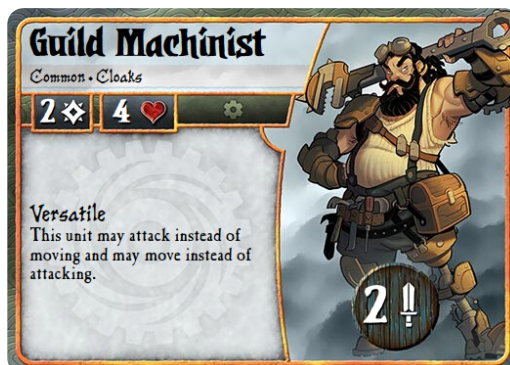 Guild Machinist
Common • Cloaks
2 4
Versatile
This unit may attack instead of
moving and may move instead of
attacking.
2